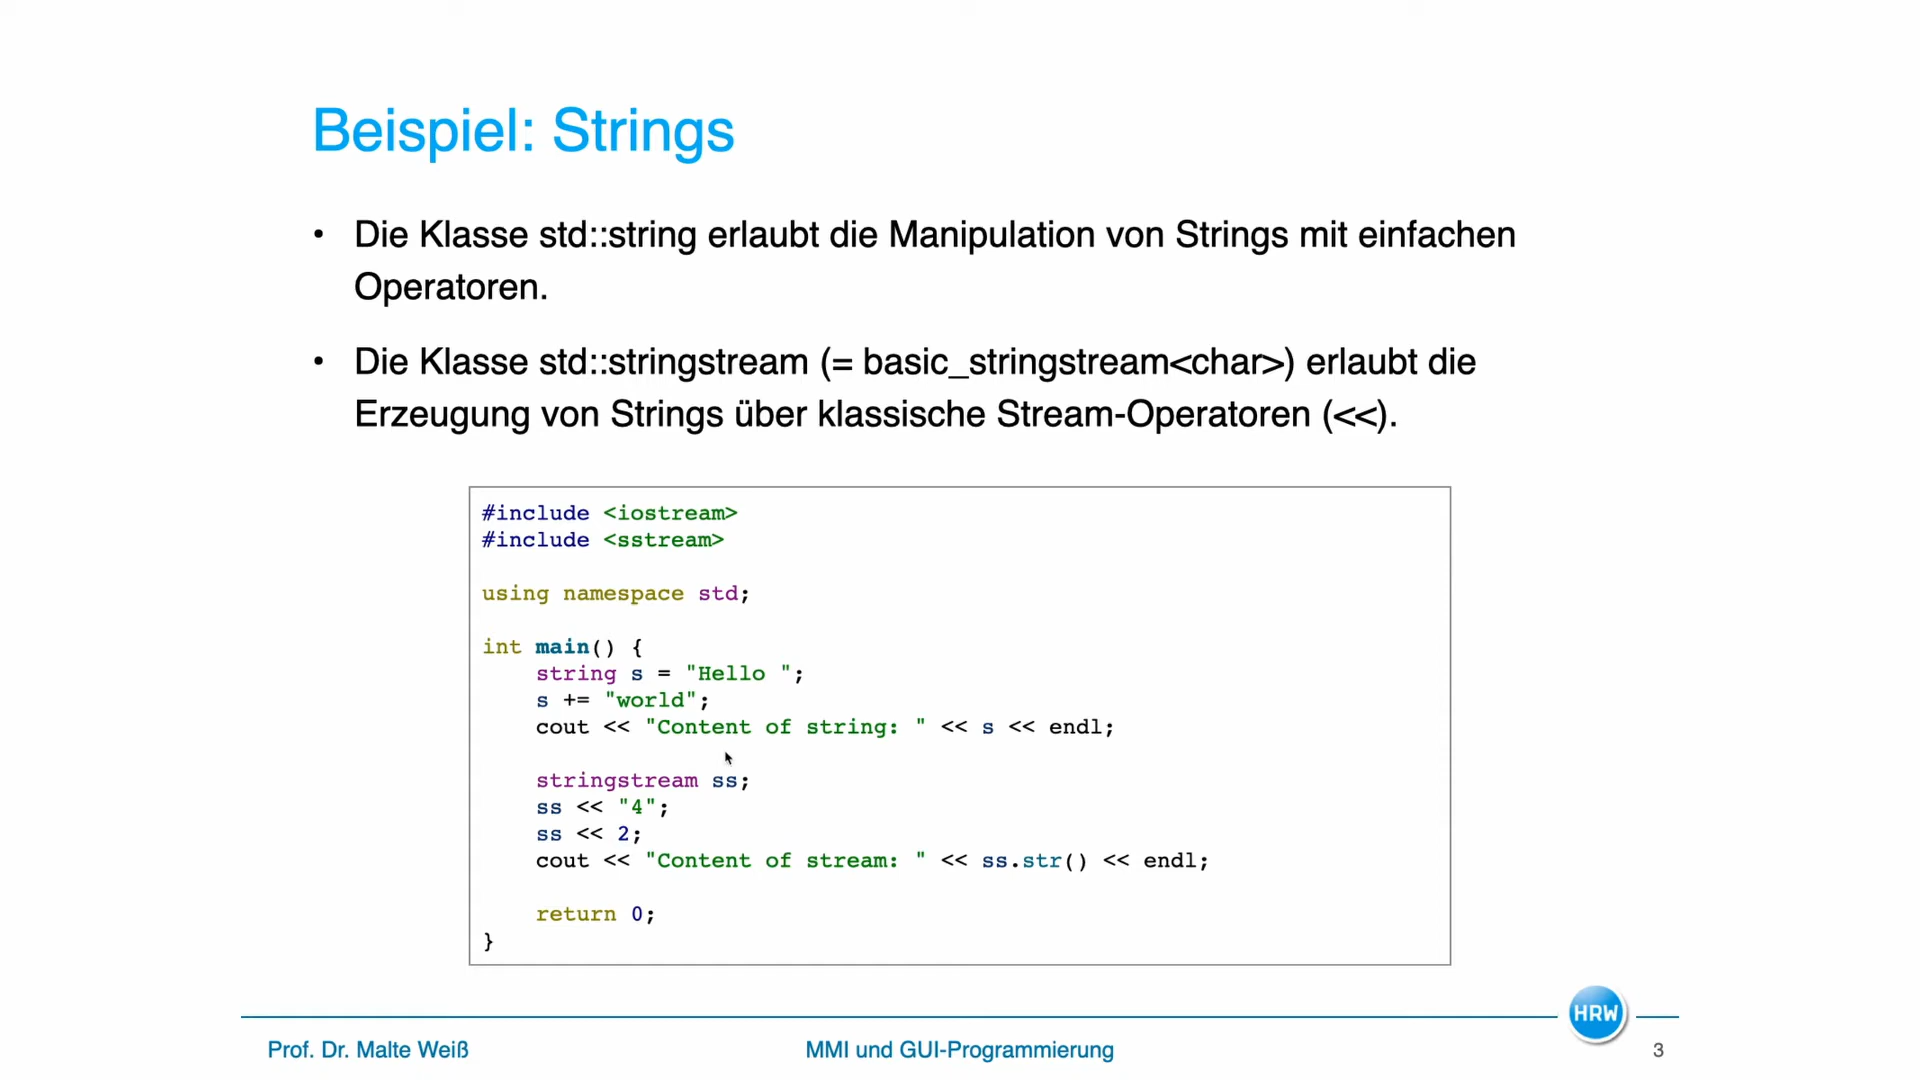 Beispiel: Strings
• Die Klasse std::string erlaubt die Manipulation von Strings mit einfachen
Operatoren.
• Die Klasse std::stringstream (= basic_stringstream<char>) erlaubt die
Erzeugung von Strings über klassische Stream-Operatoren (<<).
#include <iostream>
#include <sstream>
using namespace std;
int main() {
    string s = "Hello ";
    s += "world";
    cout << "Content of string: " << s << endl;
    stringstream ss;
    ss << "4";
    ss << 2;
    cout << "Content of stream: " << ss.str() << endl;
    return 0;
}
HRW
Prof. Dr. Malte Weiß
MMI und GUI-Programmierung
3